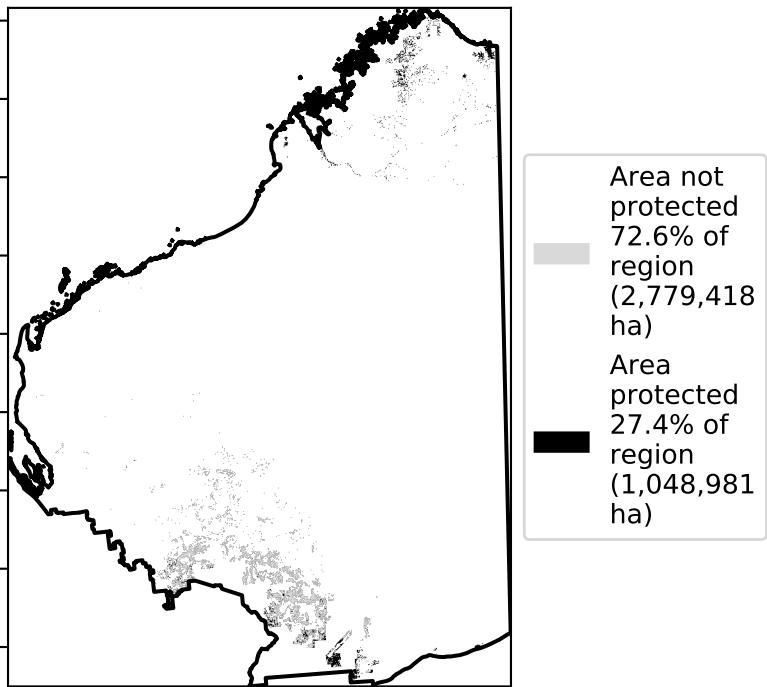 Area not
protected
72.6% of
region
(2,779,418
ha)
Area
protected
27.4% of
region
(1,048,981
ha)